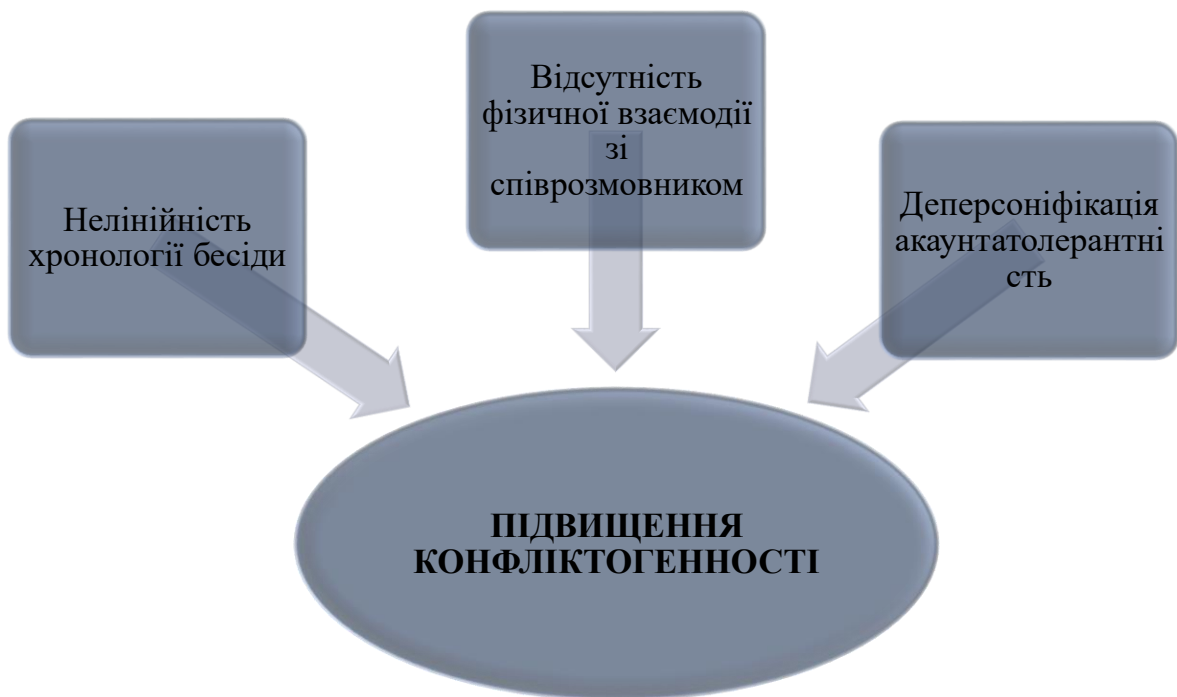 Відсутність
фізичної взаємодії
зі
співрозмовником
Нелінійність
хронології бесіди
Деперсоніфікація
акаунтатолерантні
сть
ПІДВИЩЕННЯ
КОНФЛІКТОГЕННОСТІ